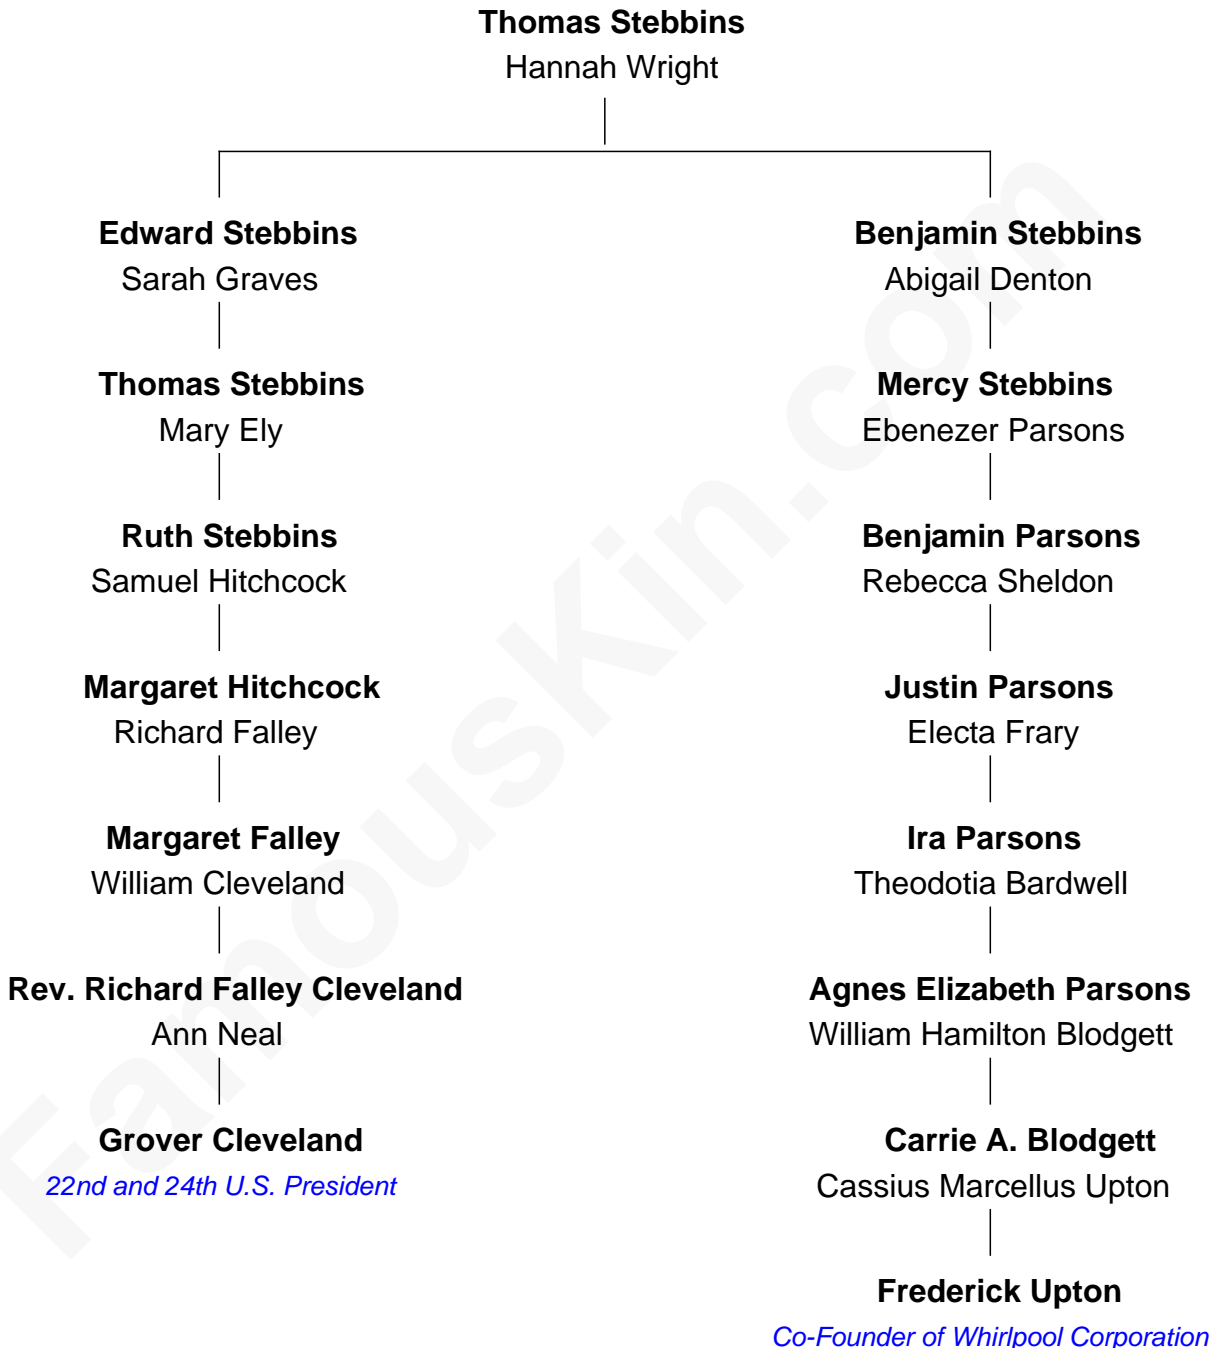 Thomas Stebbins
Hannah Wright
Edward Stebbins
Sarah Graves
Thomas Stebbins
Mary Ely
Ruth Stebbins
Samuel Hitchcock
Margaret Hitchcock
Richard Falley
Margaret Falley
William Cleveland
Rev. Richard Falley Cleveland
Ann Neal
Grover Cleveland
22nd and 24th U.S. President
Benjamin Stebbins
Abigail Denton
Mercy Stebbins
Ebenezer Parsons
Benjamin Parsons
Rebecca Sheldon
Justin Parsons
Electa Frary
Ira Parsons
Theodotia Bardwell
Agnes Elizabeth Parsons
William Hamilton Blodgett
Carrie A. Blodgett
Cassius Marcellus Upton
Frederick Upton
Co-Founder of Whirlpool Corporation
FamousKin.com